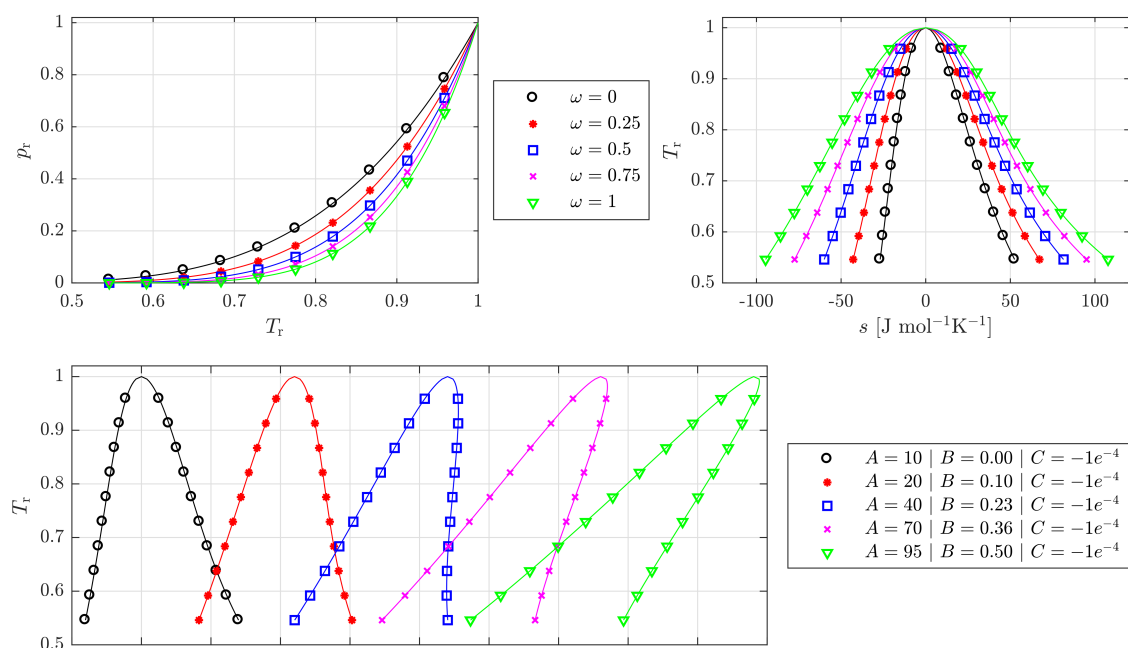 1
0.8
0.6
0.4
0.2
0
0.5 0.6 0.7 0.8 0.9 1
p_r
T_r
ω = 0
ω = 0.25
ω = 0.5
ω = 0.75
ω = 1
1
0.9
0.8
0.7
0.6
0.5
-100 -50 0 50 100
T_r
s [J mol⁻¹K⁻¹]
1
0.9
0.8
0.7
0.6
0.5
T_r
A = 10 | B = 0.00 | C = −1e⁻⁴
A = 20 | B = 0.10 | C = −1e⁻⁴
A = 40 | B = 0.23 | C = −1e⁻⁴
A = 70 | B = 0.36 | C = −1e⁻⁴
A = 95 | B = 0.50 | C = −1e⁻⁴